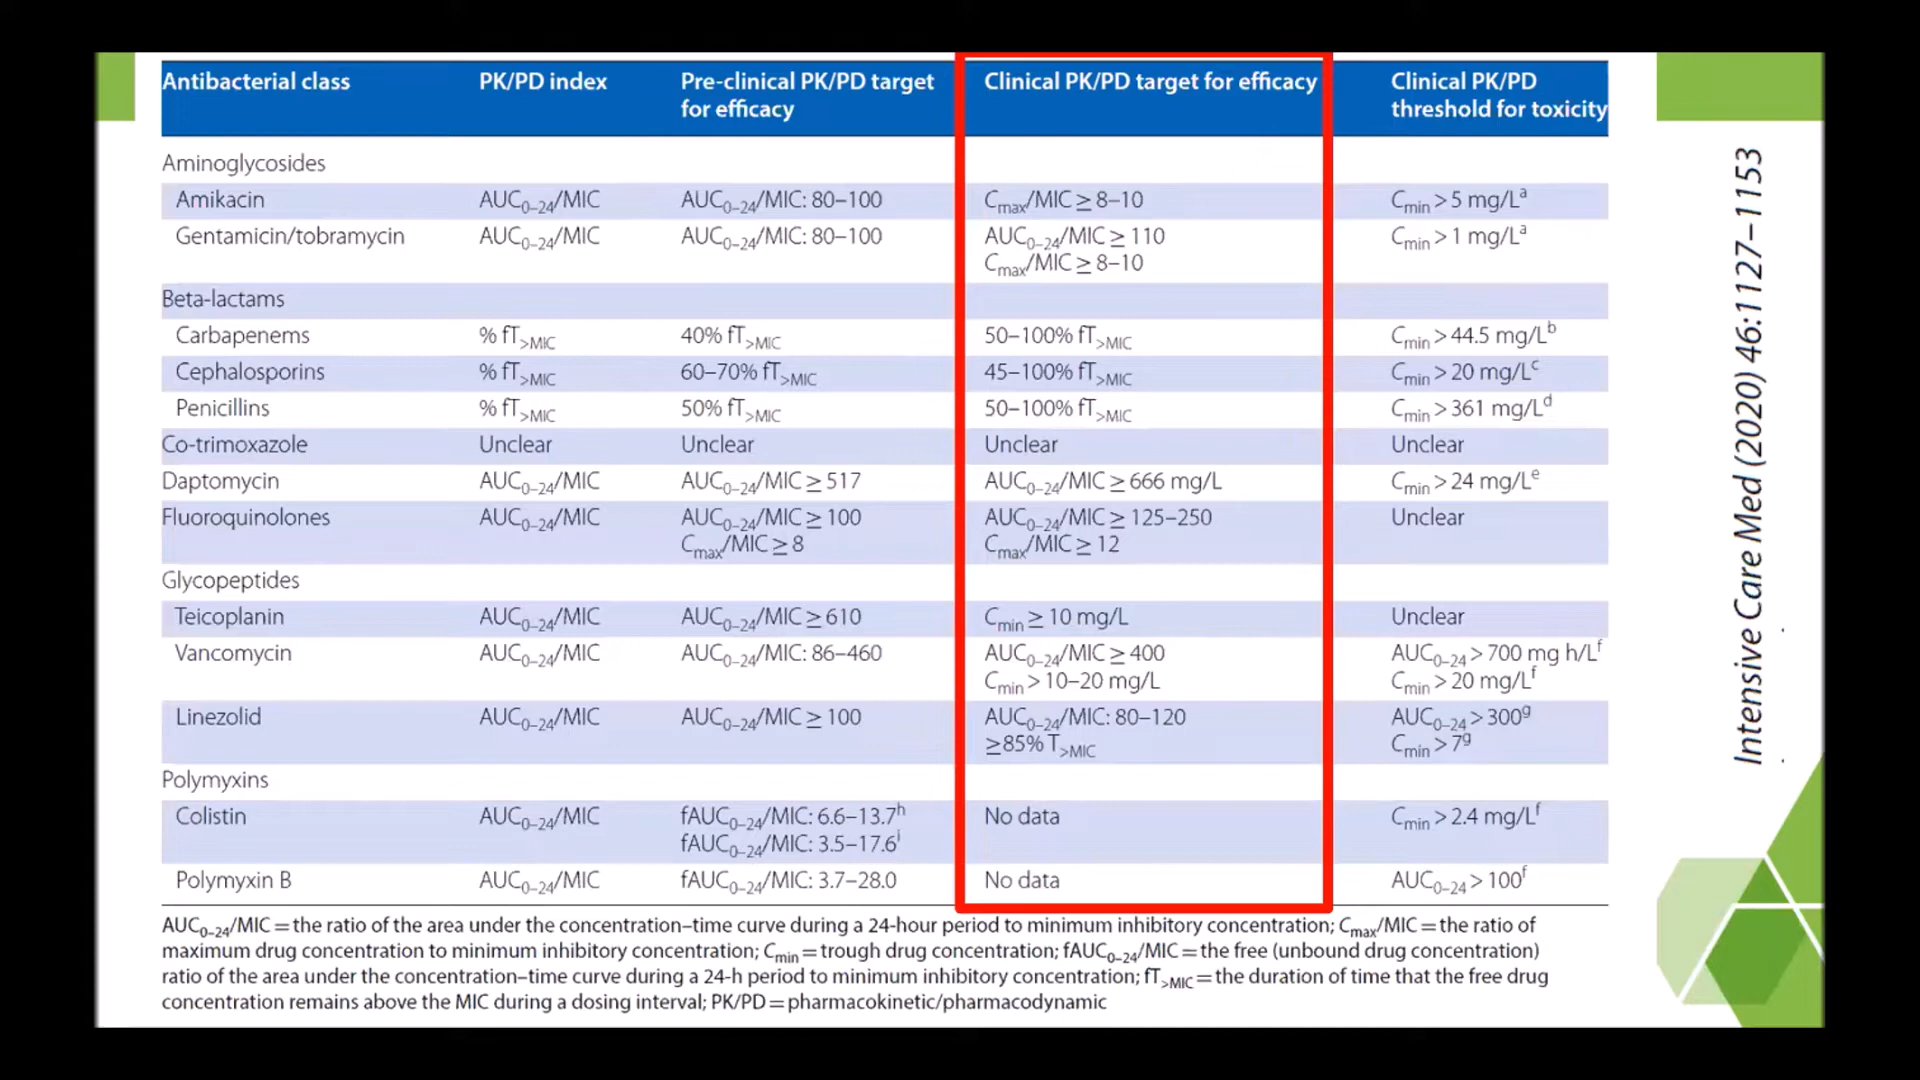 Antibacterial class PK/PD index Pre-clinical PK/PD target for efficacy Clinical PK/PD target for efficacy Clinical PK/PD threshold for toxicity
Aminoglycosides
Amikacin AUC0–24/MIC AUC0–24/MIC: 80–100 Cmax/MIC ≥ 8–10 Cmin > 5 mg/La
Gentamicin/tobramycin AUC0–24/MIC AUC0–24/MIC: 80–100 AUC0–24/MIC ≥ 110 Cmin > 1 mg/La
Cmax/MIC ≥ 8–10
Beta-lactams
Carbapenems % fT>MIC 40% fT>MIC 50–100% fT>MIC Cmin > 44.5 mg/Lb
Cephalosporins % fT>MIC 60–70% fT>MIC 45–100% fT>MIC Cmin > 20 mg/Lc
Penicillins % fT>MIC 50% fT>MIC 50–100% fT>MIC Cmin > 361 mg/Ld
Co-trimoxazole Unclear Unclear Unclear Unclear
Daptomycin AUC0–24/MIC AUC0–24/MIC ≥ 517 AUC0–24/MIC ≥ 666 mg/L Cmin > 24 mg/Le
Fluoroquinolones AUC0–24/MIC AUC0–24/MIC ≥ 100 AUC0–24/MIC ≥ 125–250 Unclear
Cmax/MIC ≥ 8 Cmax/MIC ≥ 12
Glycopeptides
Teicoplanin AUC0–24/MIC AUC0–24/MIC ≥ 610 Cmin ≥ 10 mg/L Unclear
Vancomycin AUC0–24/MIC AUC0–24/MIC: 86–460 AUC0–24/MIC ≥ 400 AUC0–24 > 700 mg h/Lf
Cmin > 10–20 mg/L Cmin > 20 mg/Lf
Linezolid AUC0–24/MIC AUC0–24/MIC ≥ 100 AUC0–24/MIC: 80–120 AUC0–24 > 300g
≥85% T>MIC Cmin > 7g
Polymyxins
Colistin AUC0–24/MIC fAUC0–24/MIC: 6.6–13.7h No data Cmin > 2.4 mg/Lf
fAUC0–24/MIC: 3.5–17.6i
Polymyxin B AUC0–24/MIC fAUC0–24/MIC: 3.7–28.0 No data AUC0–24 > 100f
AUC0–24/MIC = the ratio of the area under the concentration–time curve during a 24-hour period to minimum inhibitory concentration; Cmax/MIC = the ratio of
maximum drug concentration to minimum inhibitory concentration; Cmin = trough drug concentration; fAUC0–24/MIC = the free (unbound drug concentration)
ratio of the area under the concentration–time curve during a 24-h period to minimum inhibitory concentration; fT>MIC = the duration of time that the free drug
concentration remains above the MIC during a dosing interval; PK/PD = pharmacokinetic/pharmacodynamic
Intensive Care Med (2020) 46:1127–1153